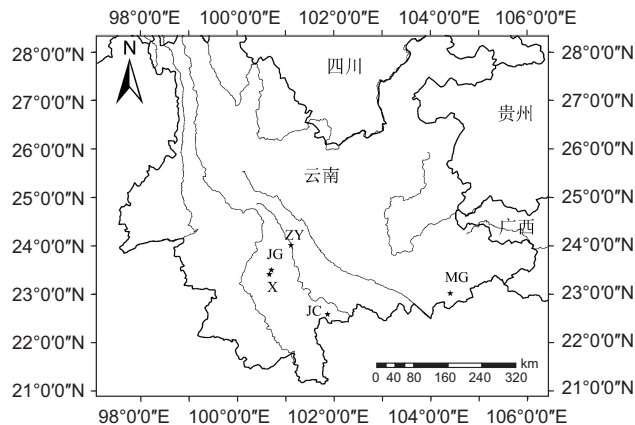 98°0′0″E 100°0′0″E 102°0′0″E 104°0′0″E 106°0′0″E
28°0′0″N
27°0′0″N
26°0′0″N
25°0′0″N
24°0′0″N
23°0′0″N
22°0′0″N
21°0′0″N
N
四川
贵州
云南
广西
ZY
JG
X
JC
MG
km
0 40 80 160 240 320
28°0′0″N
27°0′0″N
26°0′0″N
25°0′0″N
24°0′0″N
23°0′0″N
22°0′0″N
21°0′0″N
98°0′0″E 100°0′0″E 102°0′0″E 104°0′0″E 106°0′0″E